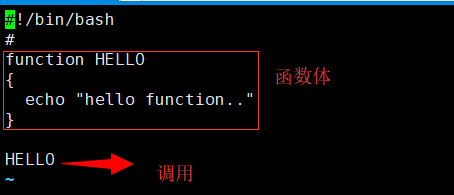 #!/bin/bash
#
function HELLO
{
  echo "hello function.."
}
函数体
HELLO
调用
~